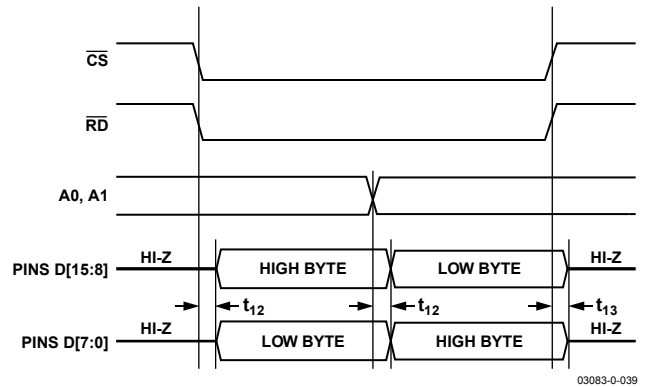 CS
RD
A0, A1
PINS D[15:8] HI-Z HIGH BYTE LOW BYTE HI-Z
t12 t12 t13
PINS D[7:0] HI-Z LOW BYTE HIGH BYTE HI-Z
03083-0-039